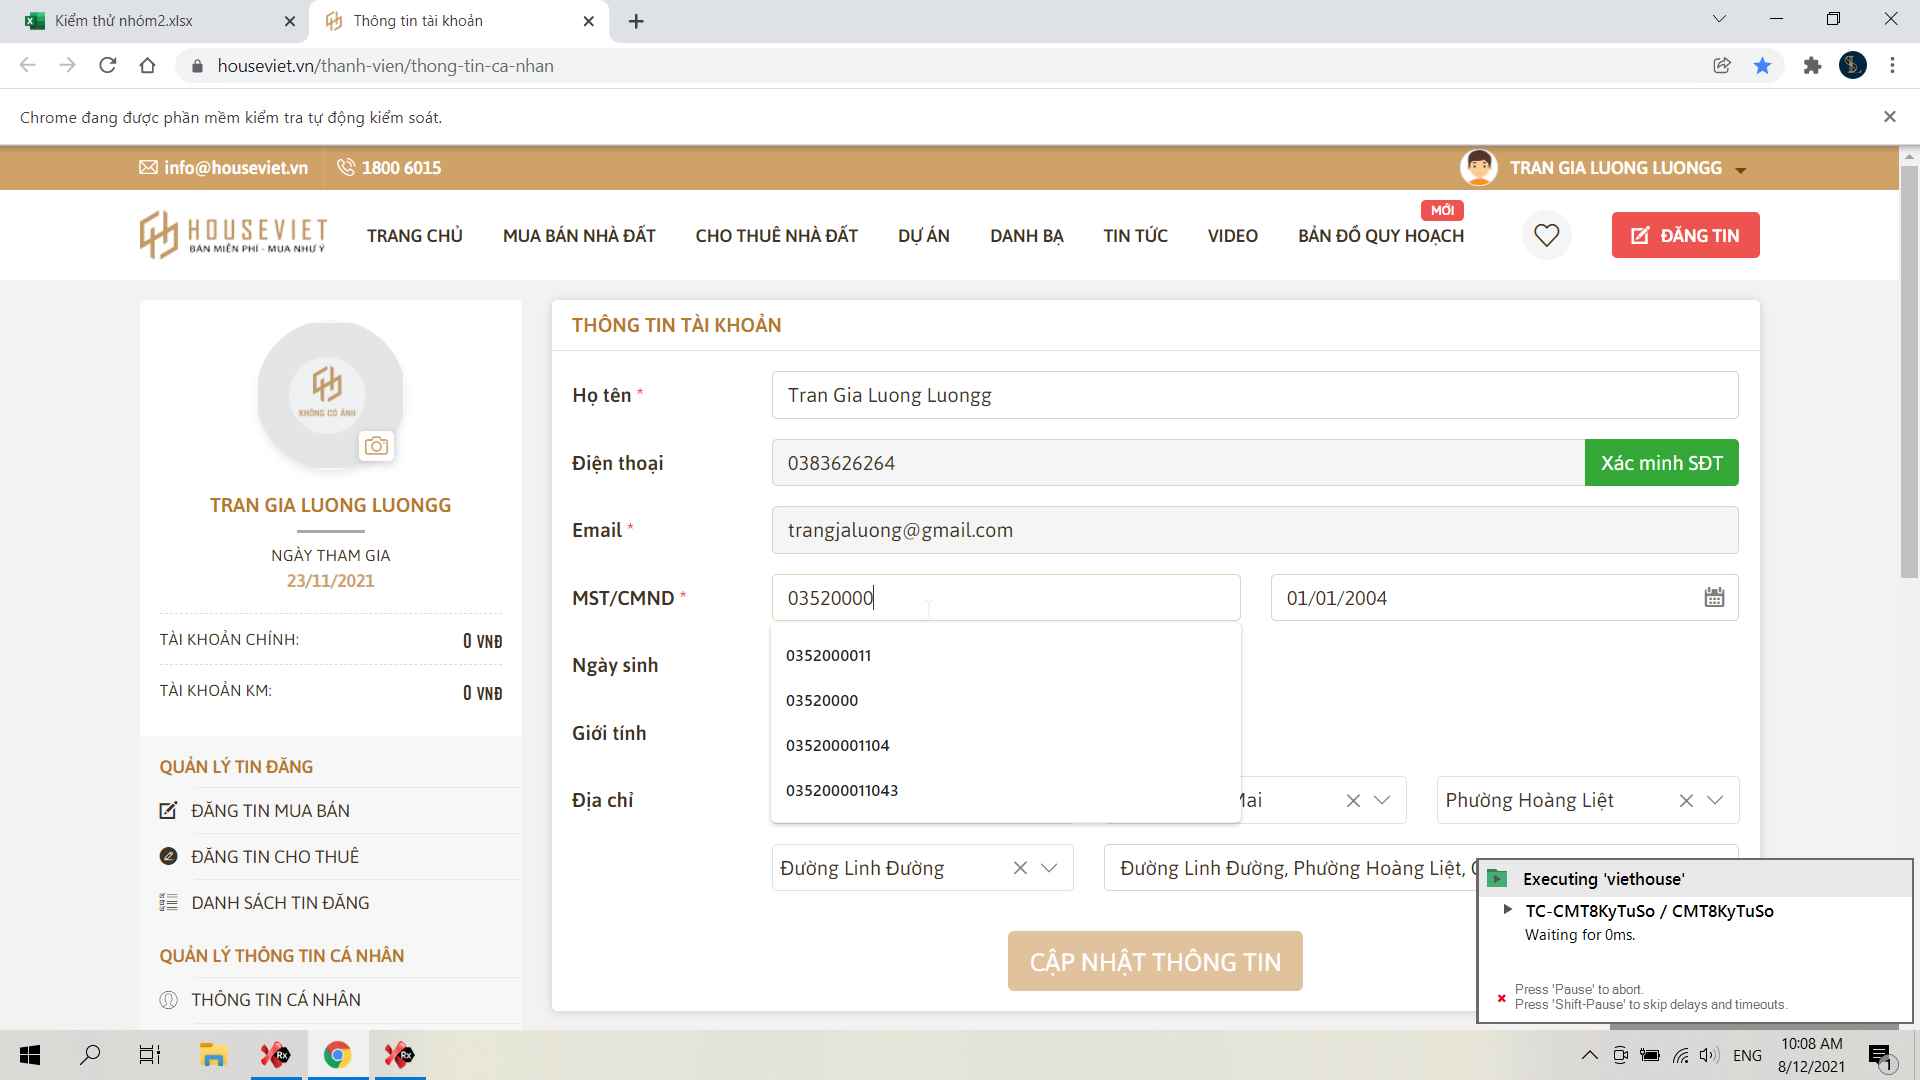 Kiểm thử nhóm2.xlsx
Thông tin tài khoản
houseviet.vn/thanh-vien/thong-tin-ca-nhan
Chrome đang được phần mềm kiểm tra tự động kiểm soát.
info@houseviet.vn
1800 6015
TRAN GIA LUONG LUONGG
HOUSEVIET
BÁN MIỄN PHÍ - MUA NHƯ Ý
TRANG CHỦ
MUA BÁN NHÀ ĐẤT
CHO THUÊ NHÀ ĐẤT
DỰ ÁN
DANH BẠ
TIN TỨC
VIDEO
BẢN ĐỒ QUY HOẠCH
MỚI
ĐĂNG TIN
KHÔNG CÓ ẢNH
TRAN GIA LUONG LUONGG
NGÀY THAM GIA
23/11/2021
TÀI KHOẢN CHÍNH: 0 VNĐ
TÀI KHOẢN KM: 0 VNĐ
QUẢN LÝ TIN ĐĂNG
ĐĂNG TIN MUA BÁN
ĐĂNG TIN CHO THUÊ
DANH SÁCH TIN ĐĂNG
QUẢN LÝ THÔNG TIN CÁ NHÂN
THÔNG TIN CÁ NHÂN
THÔNG TIN TÀI KHOẢN
Họ tên * Tran Gia Luong Luongg
Điện thoại 0383626264 Xác minh SĐT
Email * trangjaluong@gmail.com
MST/CMND * 03520000 01/01/2004
0352000011
03520000
035200001104
0352000011043
Ngày sinh
Giới tính
Địa chỉ Mai Phường Hoàng Liệt
Đường Linh Đường Đường Linh Đường, Phường Hoàng Liệt,
CẬP NHẬT THÔNG TIN
Executing 'viethouse'
TC-CMT8KyTuSo / CMT8KyTuSo
Waiting for 0ms.
Press 'Pause' to abort.
Press 'Shift-Pause' to skip delays and timeouts.
Rx
Rx
ENG
10:08 AM
8/12/2021
1